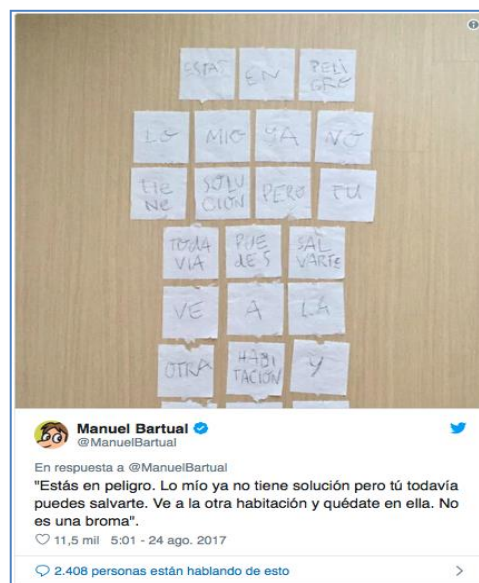 ESTAS EN PELI
GRO
LO MIO YA NO
tIE
NE SOLU
CION PERO TU
TOdA
VIA PUE
dES SAL
VARTE
VE A LA
OTRA HABI
TACION Y
Manuel Bartual
@ManuelBartual
En respuesta a @ManuelBartual
"Estás en peligro. Lo mío ya no tiene solución pero tú todavía
puedes salvarte. Ve a la otra habitación y quédate en ella. No
es una broma".
11,5 mil 5:01 - 24 ago. 2017
2.408 personas están hablando de esto